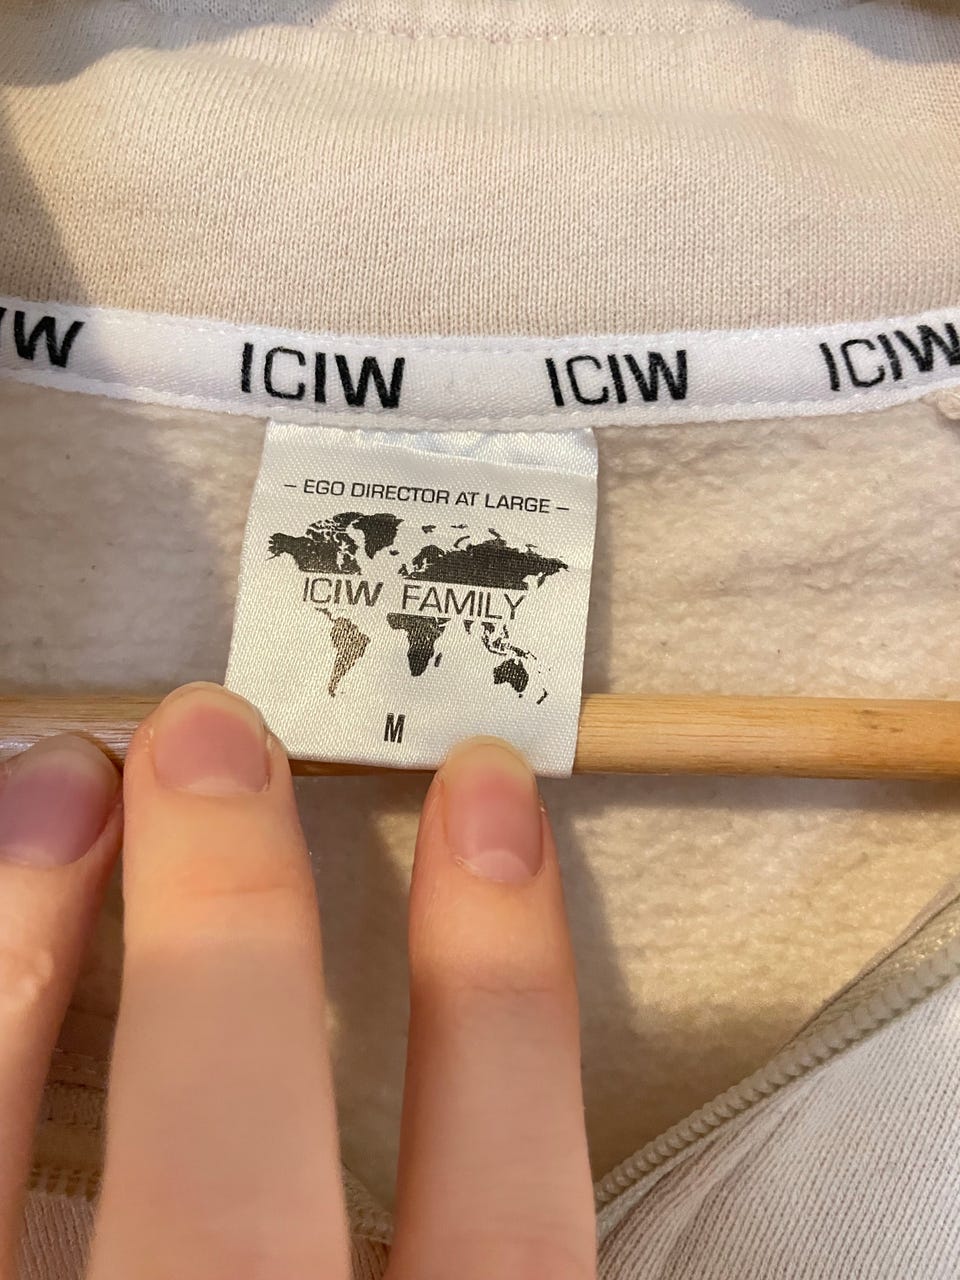 IW ICIW ICIW ICIW
– EGO DIRECTOR AT LARGE –
ICIW FAMILY
M